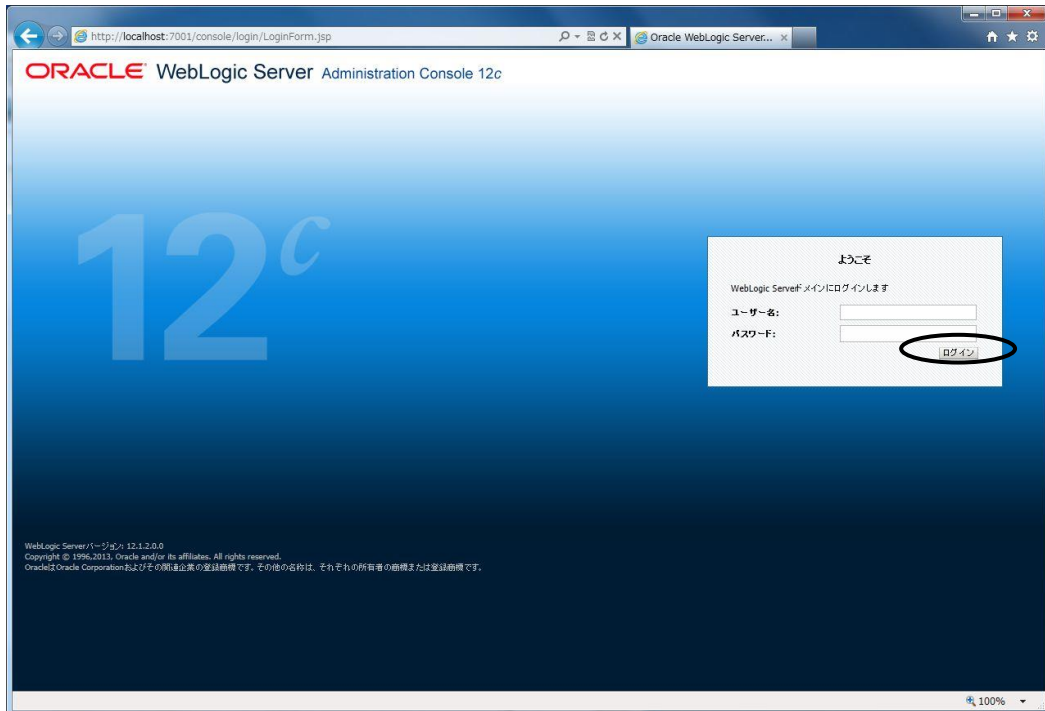 http://localhost:7001/console/login/LoginForm.jsp
Oracle WebLogic Server...
ORACLE WebLogic Server Administration Console 12c
12c
ようこそ
WebLogic Serverドメインにログインします
ユーザー名:
パスワード:
ログイン
WebLogic Serverバージョン: 12.1.2.0.0
Copyright © 1996,2013, Oracle and/or its affiliates. All rights reserved.
OracleはOracle Corporationおよびその関連企業の登録商標です。その他の名称は、それぞれの所有者の商標または登録商標です。
100%